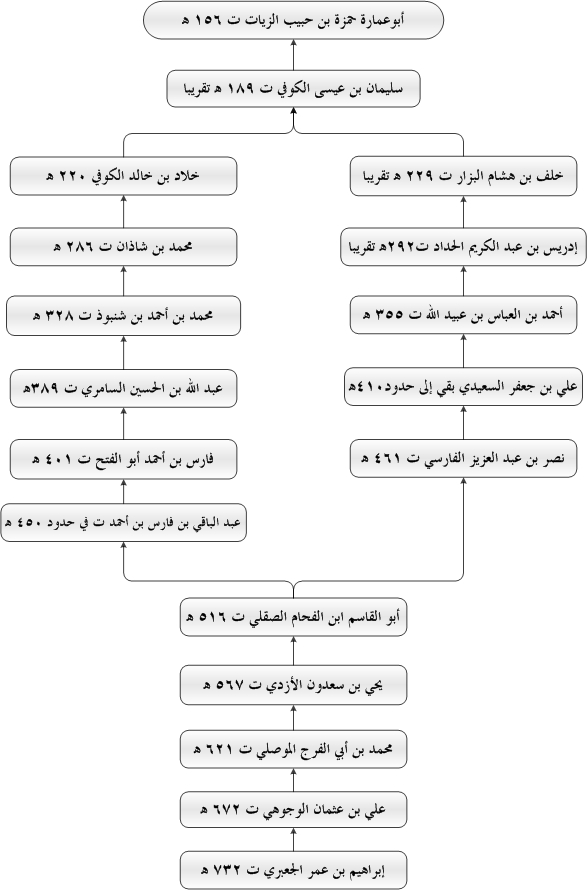 أبوعمارة حمزة بن حبيب الزيات ت ١٥٦ ه
سليمان بن عيسى الكوفي ت ١٨٩ ه تقريبا
خلف بن هشام البزار ت ٢٢٩ ه تقريبا
خلاد بن خالد الكوفي ٢٢٠ ه
إدريس بن عبد الكريم الحداد ت٢٩٢ه تقريبا
محمد بن شاذان ت ٢٨٦ ه
أحمد بن العباس بن عبيد الله ت ٣٥٥ ه
محمد بن أحمد بن شنبوذ ت ٣٢٨ ه
علي بن جعفر السعيدي بقي إلى حدود٤١٠ه
عبد الله بن الحسين السامري ت ٣٨٩ه
نصر بن عبد العزيز الفارسي ت ٤٦١ ه
فارس بن أحمد أبو الفتح ت ٤٠١ ه
عبد الباقي بن فارس بن أحمد ت في حدود ٤٥٠ ه
أبو القاسم ابن الفحام الصقلي ت ٥١٦ ه
يحي بن سعدون الأزدي ت ٥٦٧ ه
محمد بن أبي الفرج الموصلي ت ٦٢١ ه
علي بن عثمان الوجوهي ت ٦٧٢ ه
إبراهيم بن عمر الجعبري ت ٧٣٢ ه